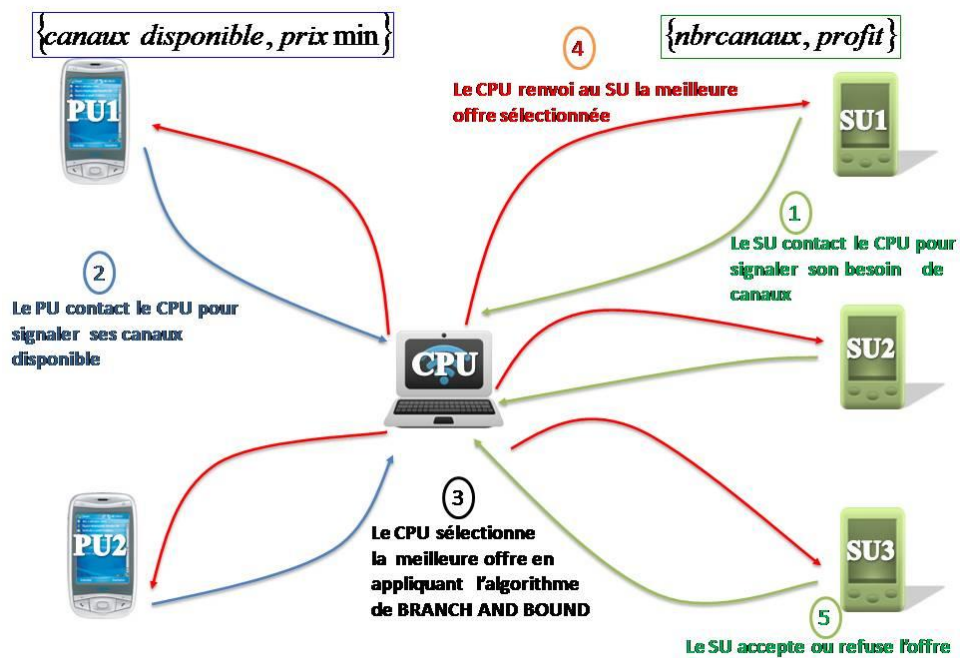 {canaux disponible, prix min}
{nbrcanaux, profit}
4
Le CPU renvoi au SU la meilleure
offre sélectionnée
PU1
SU1
1
Le SU contact le CPU pour
signaler son besoin de
canaux
2
Le PU contact le CPU pour
signaler ses canaux
disponible
CPU
SU2
3
Le CPU sélectionne
la meilleure offre en
appliquant l'algorithme
de BRANCH AND BOUND
PU2
SU3
5
Le SU accepte ou refuse l'offre